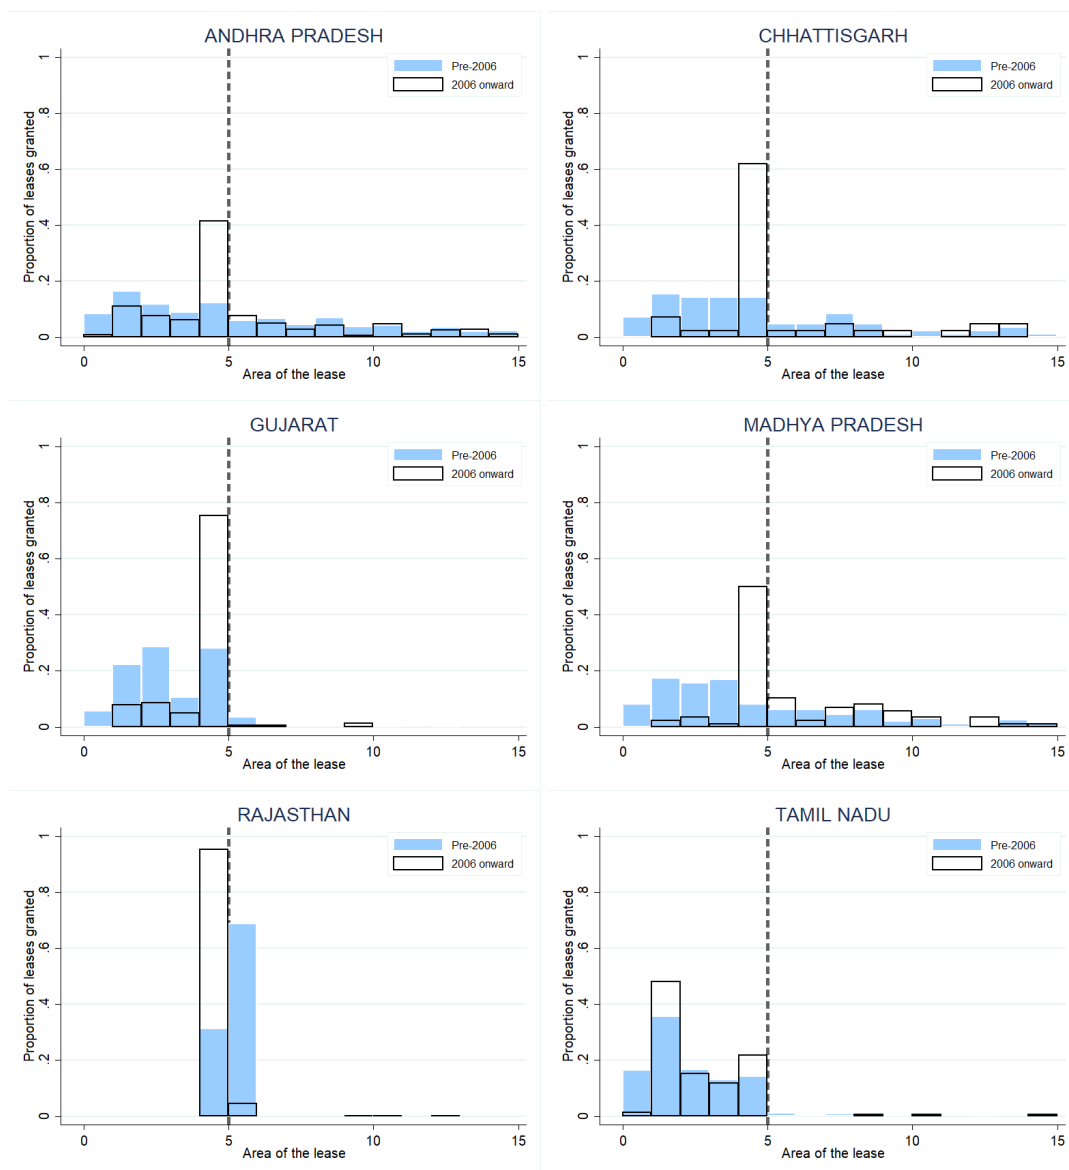 ANDHRA PRADESH
Pre-2006
2006 onward
Proportion of leases granted
1
.8
.6
.4
.2
0
0 5 10 15
Area of the lease
CHHATTISGARH
Pre-2006
2006 onward
Proportion of leases granted
1
.8
.6
.4
.2
0
0 5 10 15
Area of the lease
GUJARAT
Pre-2006
2006 onward
Proportion of leases granted
1
.8
.6
.4
.2
0
0 5 10 15
Area of the lease
MADHYA PRADESH
Pre-2006
2006 onward
Proportion of leases granted
1
.8
.6
.4
.2
0
0 5 10 15
Area of the lease
RAJASTHAN
Pre-2006
2006 onward
Proportion of leases granted
1
.8
.6
.4
.2
0
0 5 10 15
Area of the lease
TAMIL NADU
Pre-2006
2006 onward
Proportion of leases granted
1
.8
.6
.4
.2
0
0 5 10 15
Area of the lease